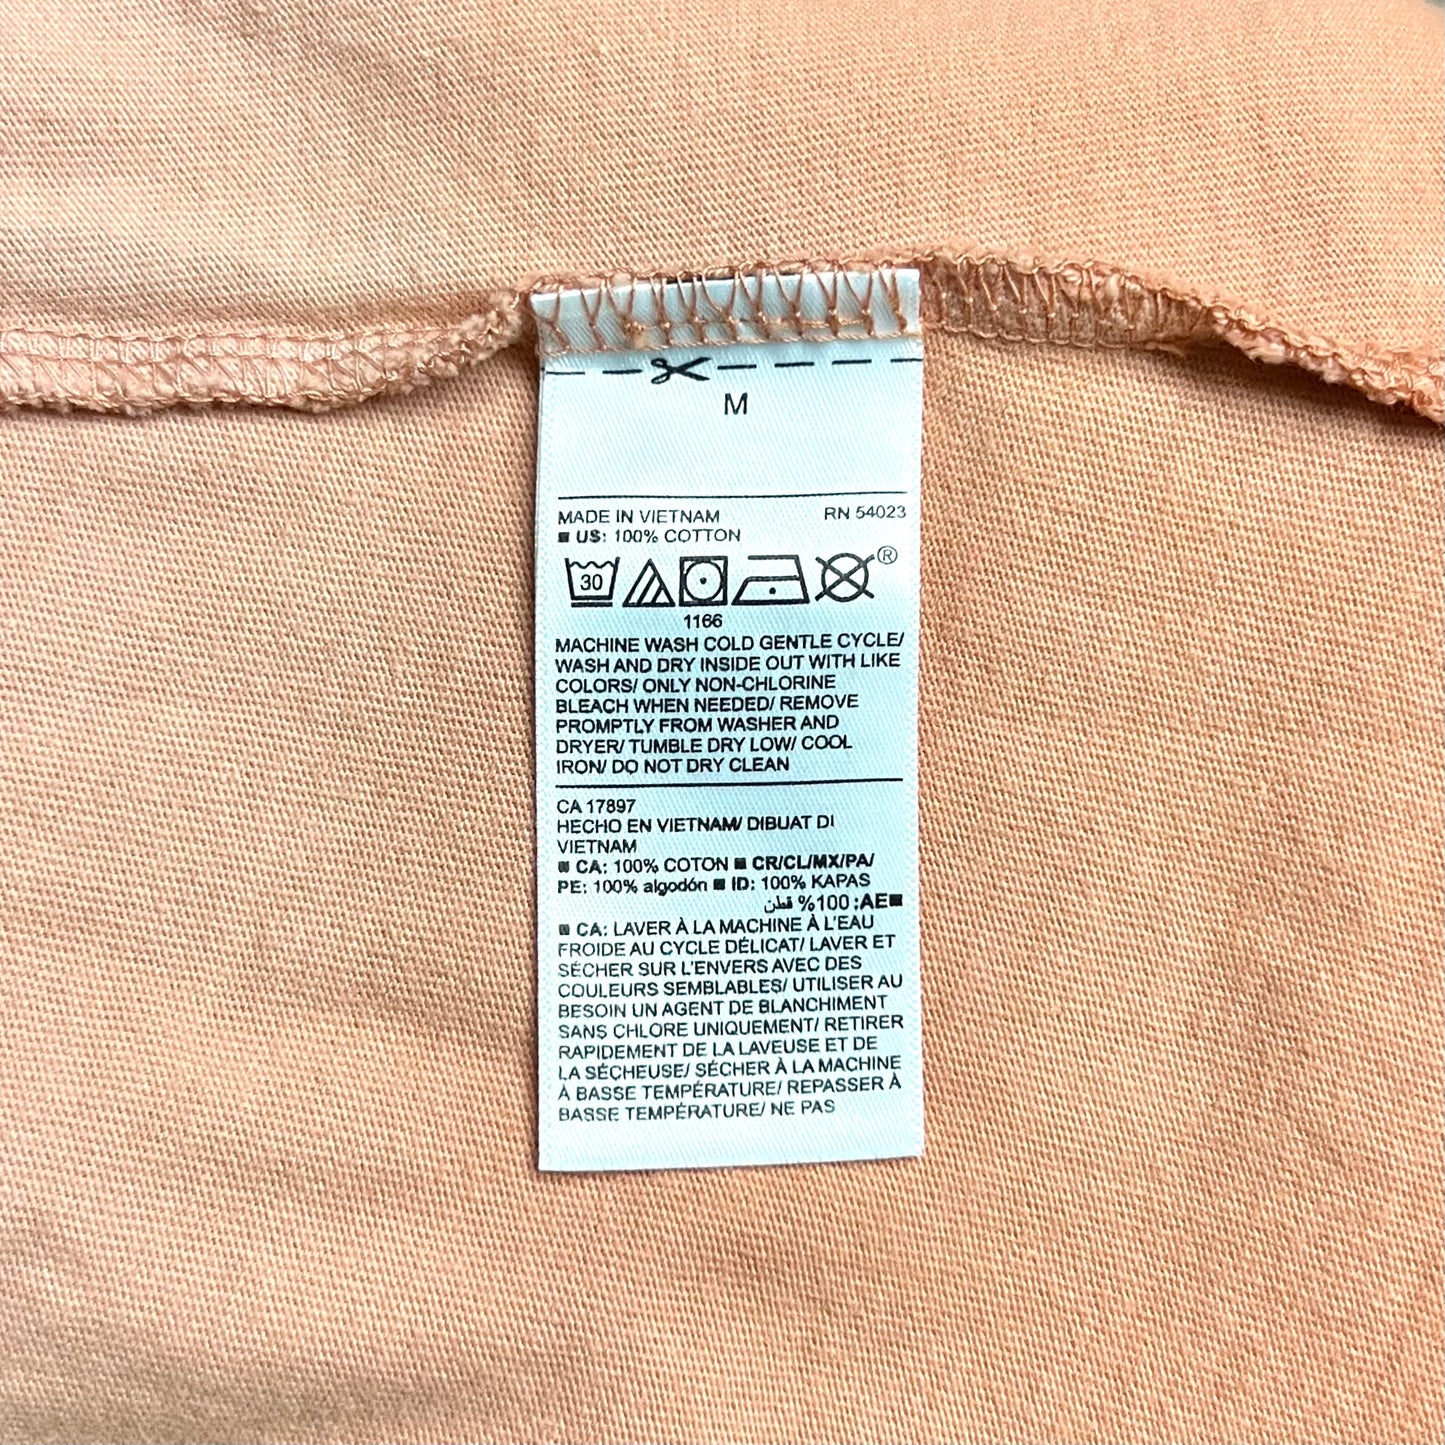 M
MADE IN VIETNAM RN 54023
■ US: 100% COTTON
30 ®
1166
MACHINE WASH COLD GENTLE CYCLE/
WASH AND DRY INSIDE OUT WITH LIKE
COLORS/ ONLY NON-CHLORINE
BLEACH WHEN NEEDED/ REMOVE
PROMPTLY FROM WASHER AND
DRYER/ TUMBLE DRY LOW/ COOL
IRON/ DO NOT DRY CLEAN
CA 17897
HECHO EN VIETNAM/ DIBUAT DI
VIETNAM
■ CA: 100% COTON ■ CR/CL/MX/PA/
PE: 100% algodón ■ ID: 100% KAPAS
■AE: 100% قطن
■ CA: LAVER À LA MACHINE À L'EAU
FROIDE AU CYCLE DÉLICAT/ LAVER ET
SÉCHER SUR L'ENVERS AVEC DES
COULEURS SEMBLABLES/ UTILISER AU
BESOIN UN AGENT DE BLANCHIMENT
SANS CHLORE UNIQUEMENT/ RETIRER
RAPIDEMENT DE LA LAVEUSE ET DE
LA SÉCHEUSE/ SÉCHER À LA MACHINE
À BASSE TEMPÉRATURE/ REPASSER À
BASSE TEMPÉRATURE/ NE PAS